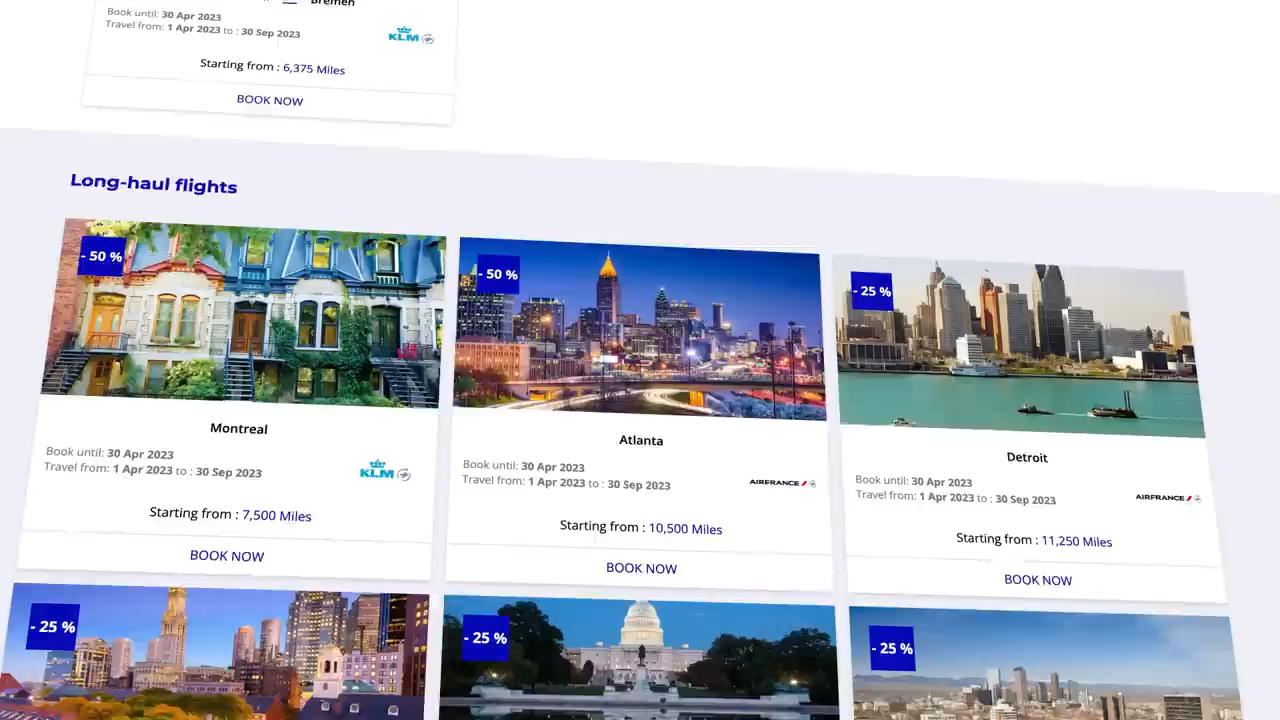 Bremen
Book until: 30 Apr 2023
Travel from: 1 Apr 2023 to : 30 Sep 2023
KLM
Starting from : 6,375 Miles
BOOK NOW
Long-haul flights
- 50 %
Montreal
Book until: 30 Apr 2023
Travel from: 1 Apr 2023 to : 30 Sep 2023
KLM
Starting from : 7,500 Miles
BOOK NOW
- 50 %
Atlanta
Book until: 30 Apr 2023
Travel from: 1 Apr 2023 to : 30 Sep 2023
AIRFRANCE
Starting from : 10,500 Miles
BOOK NOW
- 25 %
Detroit
Book until: 30 Apr 2023
Travel from: 1 Apr 2023 to : 30 Sep 2023
AIRFRANCE
Starting from : 11,250 Miles
BOOK NOW
- 25 %
- 25 %
- 25 %